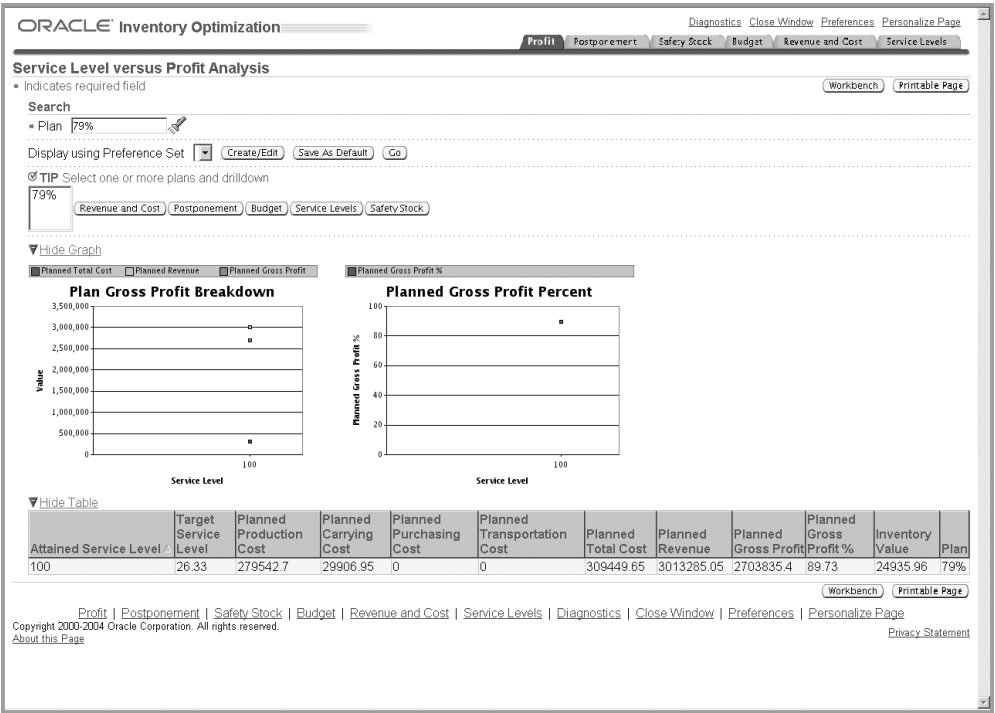 ORACLE Inventory Optimization
Diagnostics Close Window Preferences Personalize Page
Profit Postponement Safety Stock Budget Revenue and Cost Service Levels
Service Level versus Profit Analysis
* Indicates required field
Workbench Printable Page
Search
* Plan 79%
Display using Preference Set Create/Edit Save As Default Go
TIP Select one or more plans and drilldown
79%
Revenue and Cost Postponement Budget Service Levels Safety Stock
Hide Graph
Planned Total Cost Planned Revenue Planned Gross Profit
Plan Gross Profit Breakdown
3,500,000
3,000,000
2,500,000
2,000,000
1,500,000
1,000,000
500,000
0
Value
100
Service Level
Planned Gross Profit %
Planned Gross Profit Percent
100
80
60
40
20
0
Planned Gross Profit %
100
Service Level
Hide Table
Attained Service Level Target Service Level Planned Production Cost Planned Carrying Cost Planned Purchasing Cost Planned Transportation Cost Planned Total Cost Planned Revenue Planned Gross Profit Planned Gross Profit % Inventory Value Plan
100 26.33 279542.7 29906.95 0 0 309449.65 3013285.05 2703835.4 89.73 24935.96 79%
Workbench Printable Page
Profit | Postponement | Safety Stock | Budget | Revenue and Cost | Service Levels | Diagnostics | Close Window | Preferences | Personalize Page
Copyright 2000-2004 Oracle Corporation. All rights reserved.
About this Page
Privacy Statement